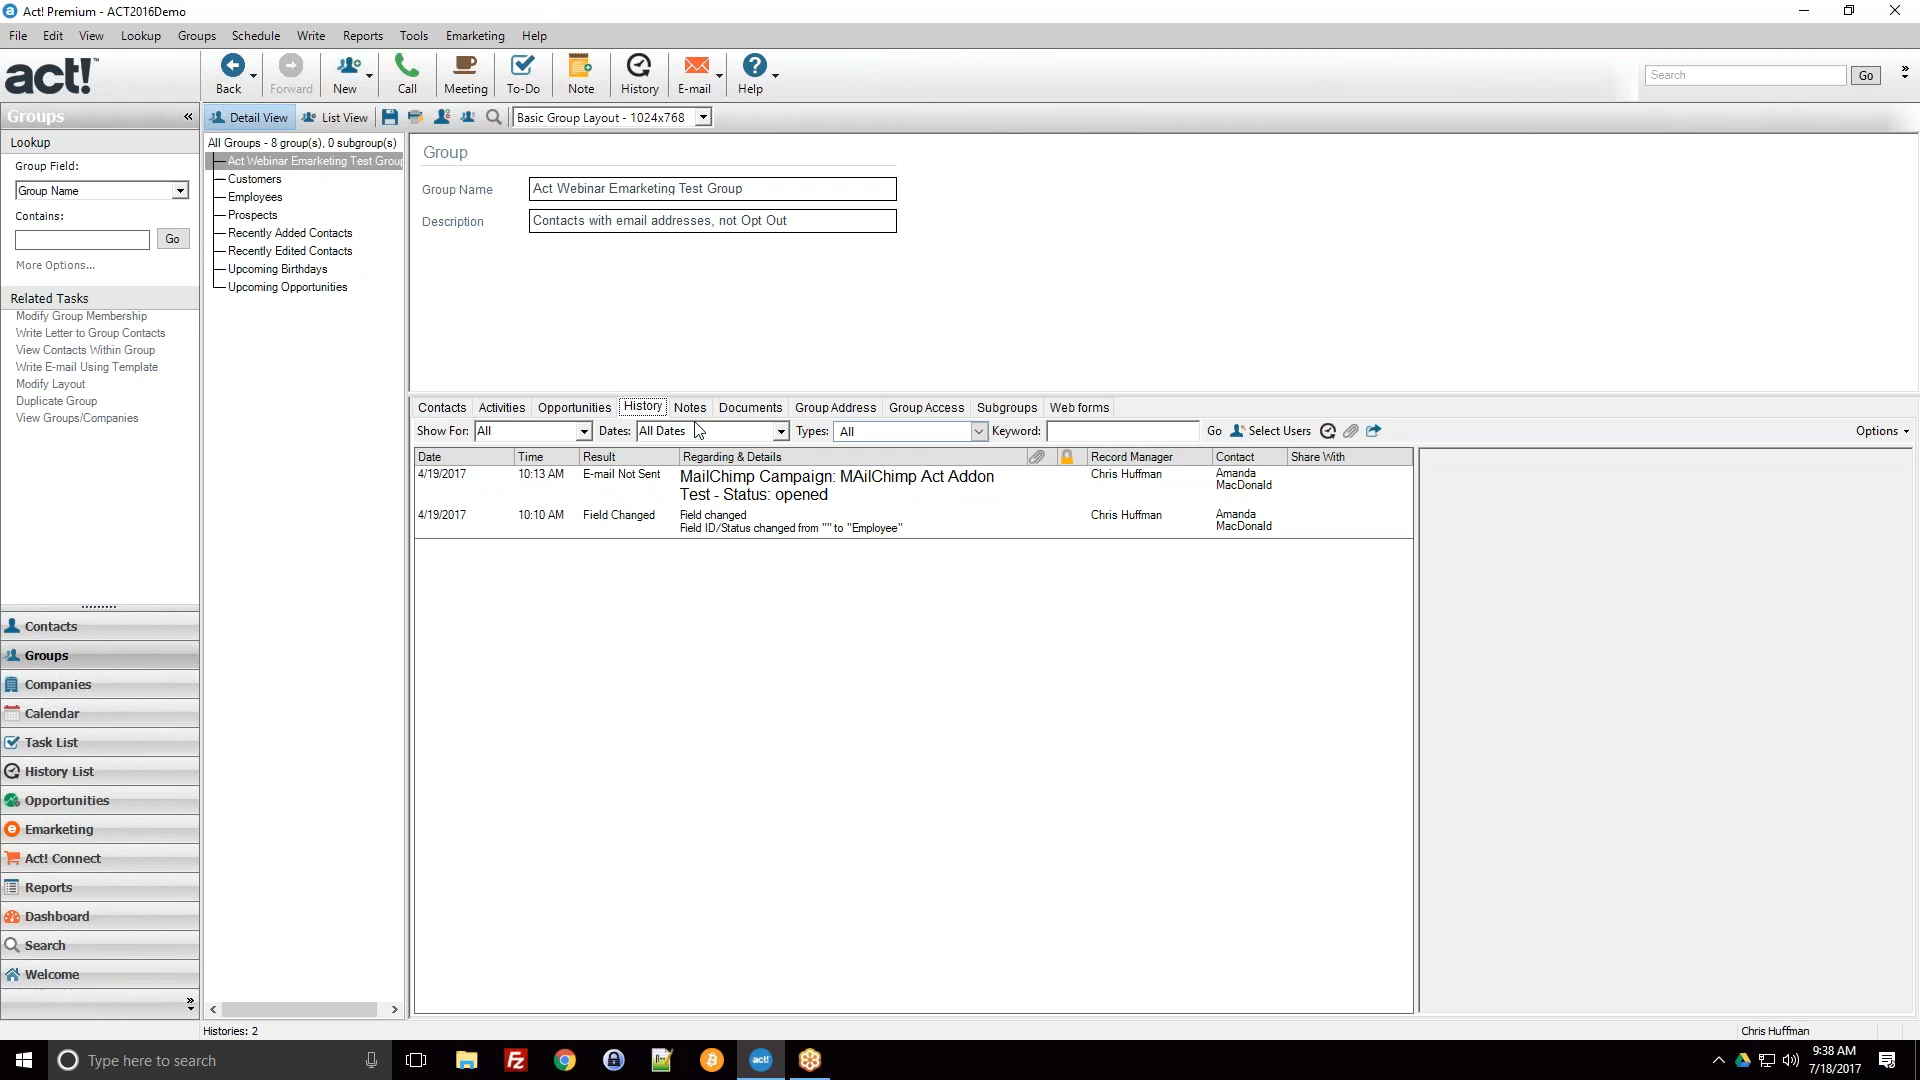 Act! Premium - ACT2016Demo
File Edit View Lookup Groups Schedule Write Reports Tools Emarketing Help
act!™ Back Forward New Call Meeting To-Do Note History E-mail Help Search Go
Groups «
Detail View List View Basic Group Layout - 1024x768
Lookup
Group Field:
Group Name
Contains:
Go
More Options...
Related Tasks
Modify Group Membership
Write Letter to Group Contacts
View Contacts Within Group
Write E-mail Using Template
Modify Layout
Duplicate Group
View Groups/Companies
Contacts
Groups
Companies
Calendar
Task List
History List
Opportunities
Emarketing
Act! Connect
Reports
Dashboard
Search
Welcome
All Groups - 8 group(s), 0 subgroup(s)
Act Webinar Emarketing Test Group
Customers
Employees
Prospects
Recently Added Contacts
Recently Edited Contacts
Upcoming Birthdays
Upcoming Opportunities
Group
Group Name Act Webinar Emarketing Test Group
Description Contacts with email addresses, not Opt Out
Contacts Activities Opportunities History Notes Documents Group Address Group Access Subgroups Web forms
Show For: All Dates: All Dates Types: All Keyword: Go Select Users Options
Date Time Result Regarding & Details Record Manager Contact Share With
4/19/2017 10:13 AM E-mail Not Sent MailChimp Campaign: MAilChimp Act Addon Chris Huffman Amanda
Test - Status: opened MacDonald
4/19/2017 10:10 AM Field Changed Field changed Chris Huffman Amanda
Field ID/Status changed from "" to "Employee" MacDonald
Histories: 2 Chris Huffman
Type here to search act! 9:38 AM
7/18/2017